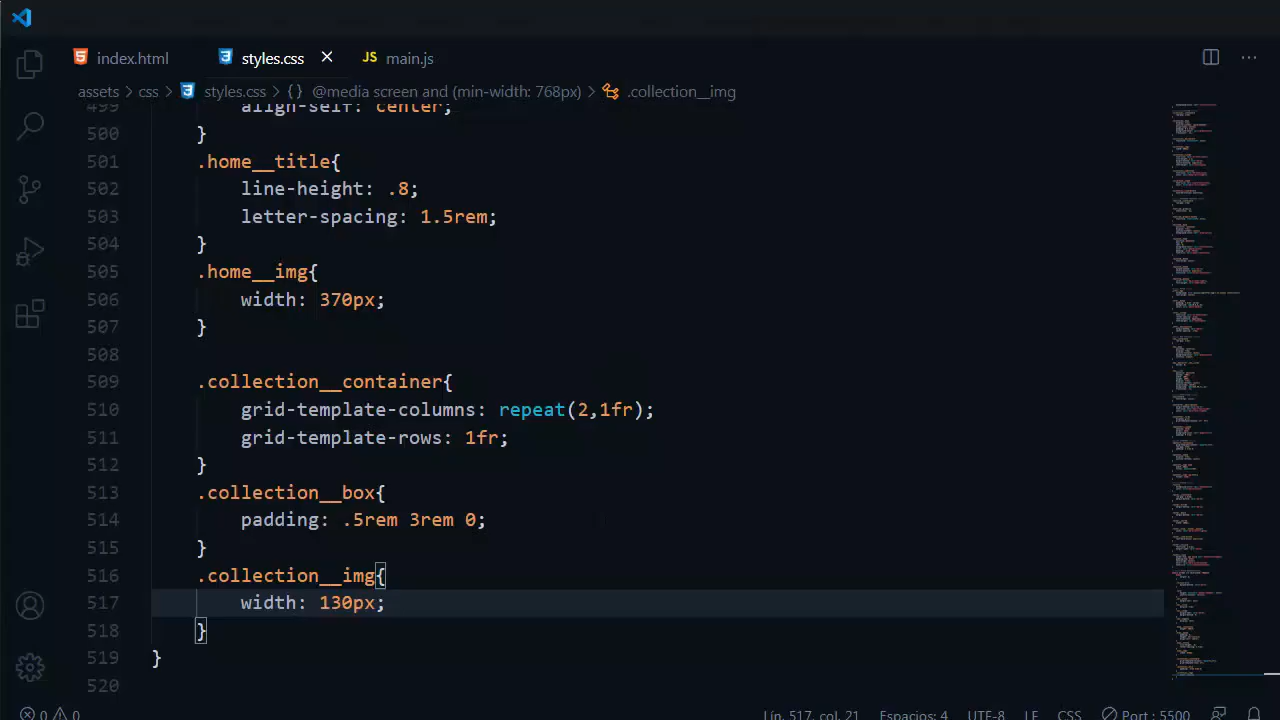 index.html
styles.css
JS main.js
assets > css > styles.css > {} @media screen and (min-width: 768px) > .collection__img
499 align-self: center;
500 }
501 .home__title{
502 line-height: .8;
503 letter-spacing: 1.5rem;
504 }
505 .home__img{
506 width: 370px;
507 }
508
509 .collection__container{
510 grid-template-columns: repeat(2,1fr);
511 grid-template-rows: 1fr;
512 }
513 .collection__box{
514 padding: .5rem 3rem 0;
515 }
516 .collection__img{
517 width: 130px;
518 }
519 }
520
0 0 Lín. 517, col. 21 Espacios: 4 UTF-8 LF CSS Port : 5500